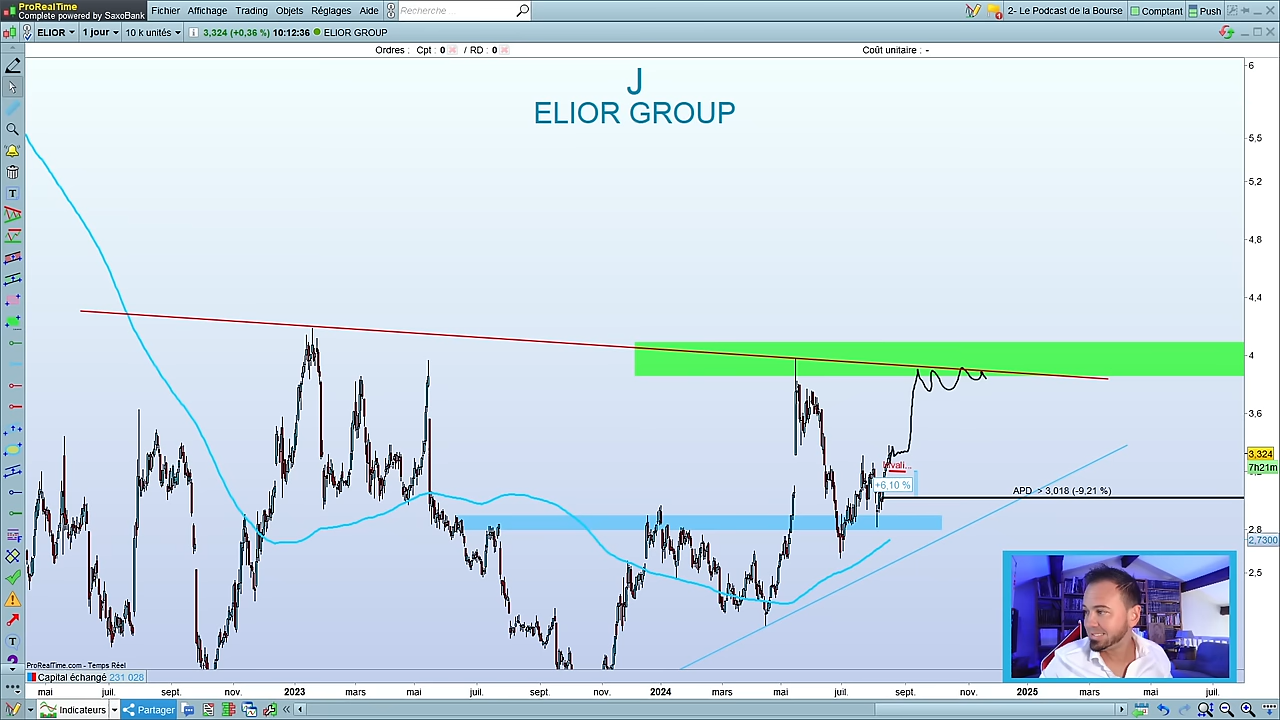 ProRealTime
Complete powered by SaxoBank
Fichier Affichage Trading Objets Réglages Aide
Recherche...
2- Le Podcast de la Bourse
Comptant
Push
ELIOR
1 jour
10 k unités
3,324 (+0,36 %) 10:12:36
ELIOR GROUP
Ordres : Cpt : 0 / RD : 0
Coût unitaire : -
J
ELIOR GROUP
6
5,5
5,2
4,8
4,4
4
3,6
3,324
7h21m
2,8
2,7300
2,5
+6,10 %
APD > 3,018 (-9,21 %)
ProRealTime.com - Temps Réel
Capital échangé 231 028
mai juil. sept. nov. 2023 mars mai juil. sept. nov. 2024 mars mai juil. sept. nov. 2025 mars mai juil.
Indicateurs
Partager